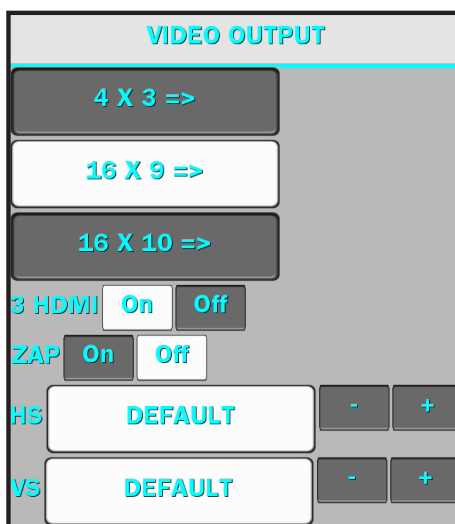 VIDEO OUTPUT
4 X 3 =>
16 X 9 =>
16 X 10 =>
3 HDMI On Off
ZAP On Off
HS DEFAULT - +
VS DEFAULT - +